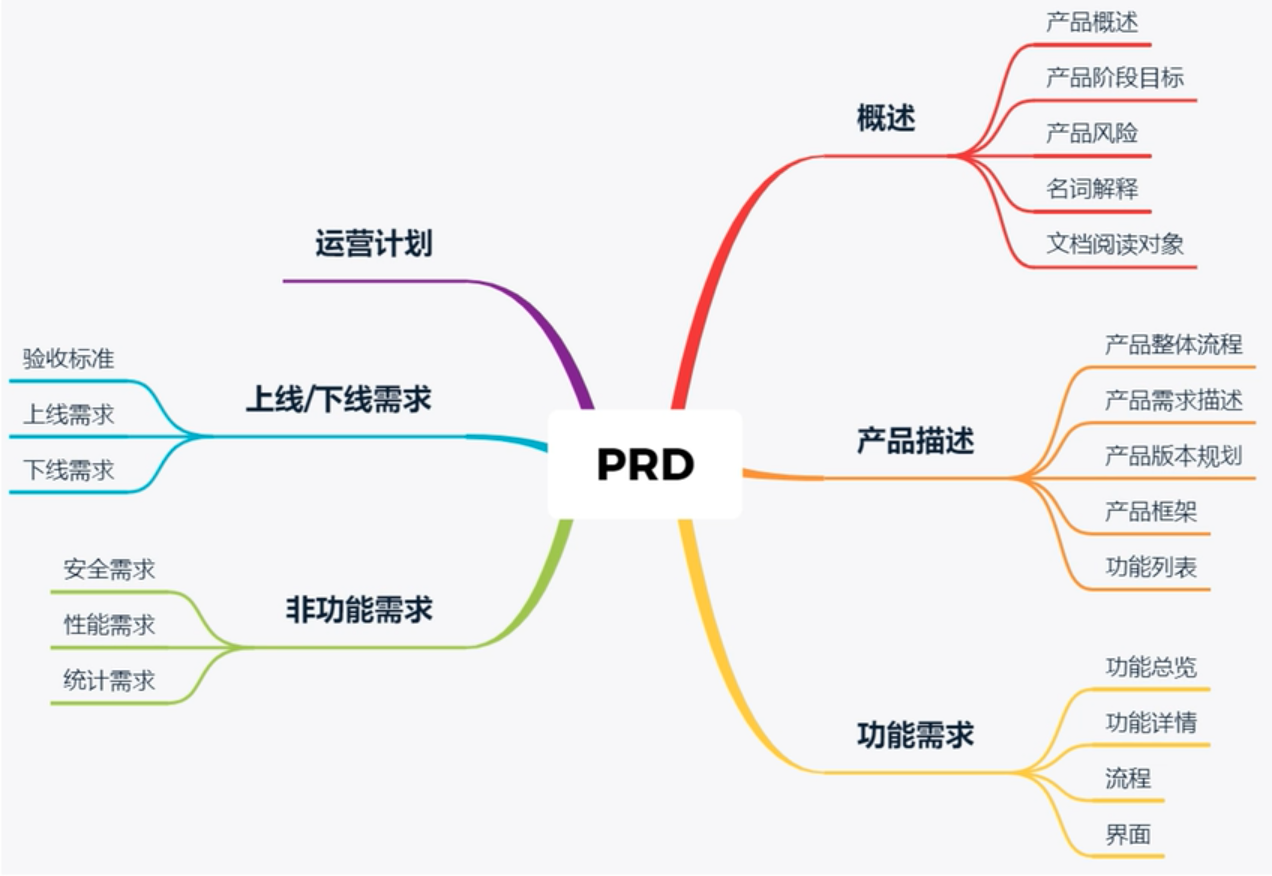 PRD
概述
产品概述
产品阶段目标
产品风险
名词解释
文档阅读对象
产品描述
产品整体流程
产品需求描述
产品版本规划
产品框架
功能列表
功能需求
功能总览
功能详情
流程
界面
运营计划
上线/下线需求
验收标准
上线需求
下线需求
非功能需求
安全需求
性能需求
统计需求